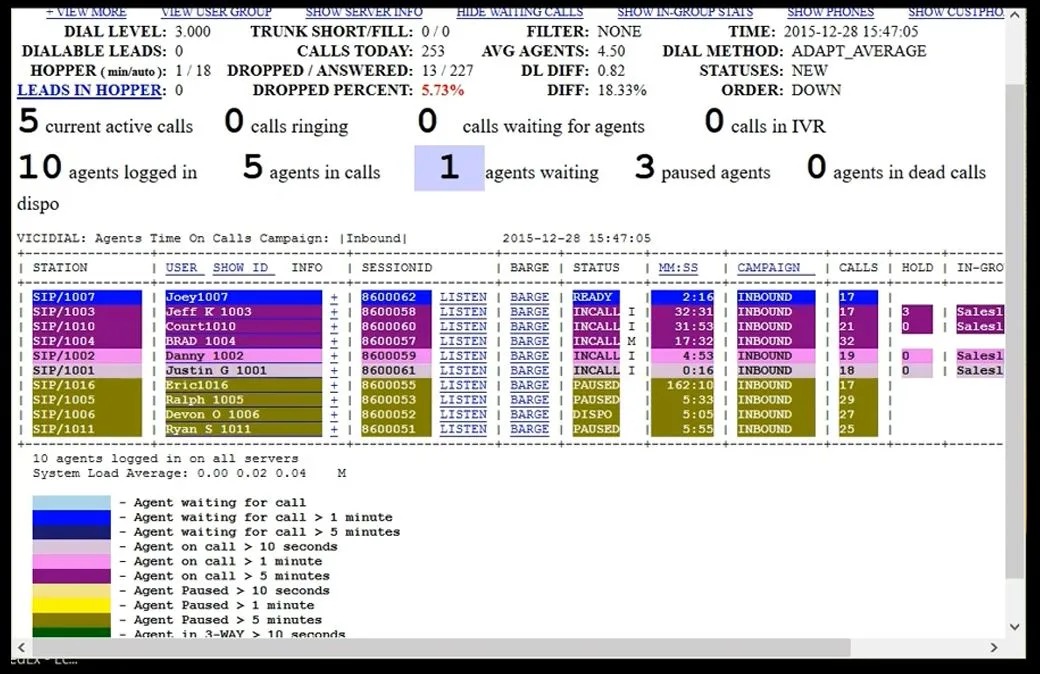 + VIEW MORE VIEW USER GROUP SHOW SERVER INFO HIDE WAITING CALLS SHOW IN-GROUP STATS SHOW PHONES SHOW CUSTPHO
DIAL LEVEL: 3.000 TRUNK SHORT/FILL: 0 / 0 FILTER: NONE TIME: 2015-12-28 15:47:05
DIALABLE LEADS: 0 CALLS TODAY: 253 AVG AGENTS: 4.50 DIAL METHOD: ADAPT_AVERAGE
HOPPER ( min/auto ): 1 / 18 DROPPED / ANSWERED: 13 / 227 DL DIFF: 0.82 STATUSES: NEW
LEADS IN HOPPER: 0 DROPPED PERCENT: 5.73% DIFF: 18.33% ORDER: DOWN
5 current active calls 0 calls ringing 0 calls waiting for agents 0 calls in IVR
10 agents logged in 5 agents in calls 1 agents waiting 3 paused agents 0 agents in dead calls
dispo
VICIDIAL: Agents Time On Calls Campaign: |Inbound| 2015-12-28 15:47:05
| STATION | USER SHOW ID INFO | SESSIONID | BARGE | STATUS | MM:SS | CAMPAIGN | CALLS | HOLD | IN-GRO
| SIP/1007 | Joey1007 + | 8600062 | LISTEN | BARGE | READY | 2:16 | INBOUND | 17 |
| SIP/1003 | Jeff K 1003 + | 8600058 | LISTEN | BARGE | INCALL I | 32:31 | INBOUND | 17 | 3 | Salesl
| SIP/1010 | Court1010 + | 8600060 | LISTEN | BARGE | INCALL I | 31:53 | INBOUND | 21 | 0 | Salesl
| SIP/1004 | BRAD 1004 + | 8600057 | LISTEN | BARGE | INCALL M | 17:32 | INBOUND | 32 |
| SIP/1002 | Danny 1002 + | 8600059 | LISTEN | BARGE | INCALL I | 4:53 | INBOUND | 19 | 0 | Salesl
| SIP/1001 | Justin G 1001 + | 8600061 | LISTEN | BARGE | INCALL I | 0:16 | INBOUND | 18 | 0 | Salesl
| SIP/1016 | Eric1016 + | 8600055 | LISTEN | BARGE | PAUSED | 162:10 | INBOUND | 17 |
| SIP/1005 | Ralph 1005 + | 8600053 | LISTEN | BARGE | PAUSED | 5:33 | INBOUND | 29 |
| SIP/1006 | Devon O 1006 + | 8600052 | LISTEN | BARGE | DISPO | 5:05 | INBOUND | 27 |
| SIP/1011 | Ryan S 1011 + | 8600051 | LISTEN | BARGE | PAUSED | 5:55 | INBOUND | 25 |
10 agents logged in on all servers
System Load Average: 0.00 0.02 0.04 M
- Agent waiting for call
- Agent waiting for call > 1 minute
- Agent waiting for call > 5 minutes
- Agent on call > 10 seconds
- Agent on call > 1 minute
- Agent on call > 5 minutes
- Agent Paused > 10 seconds
- Agent Paused > 1 minute
- Agent Paused > 5 minutes
- Agent in 3-WAY > 10 seconds